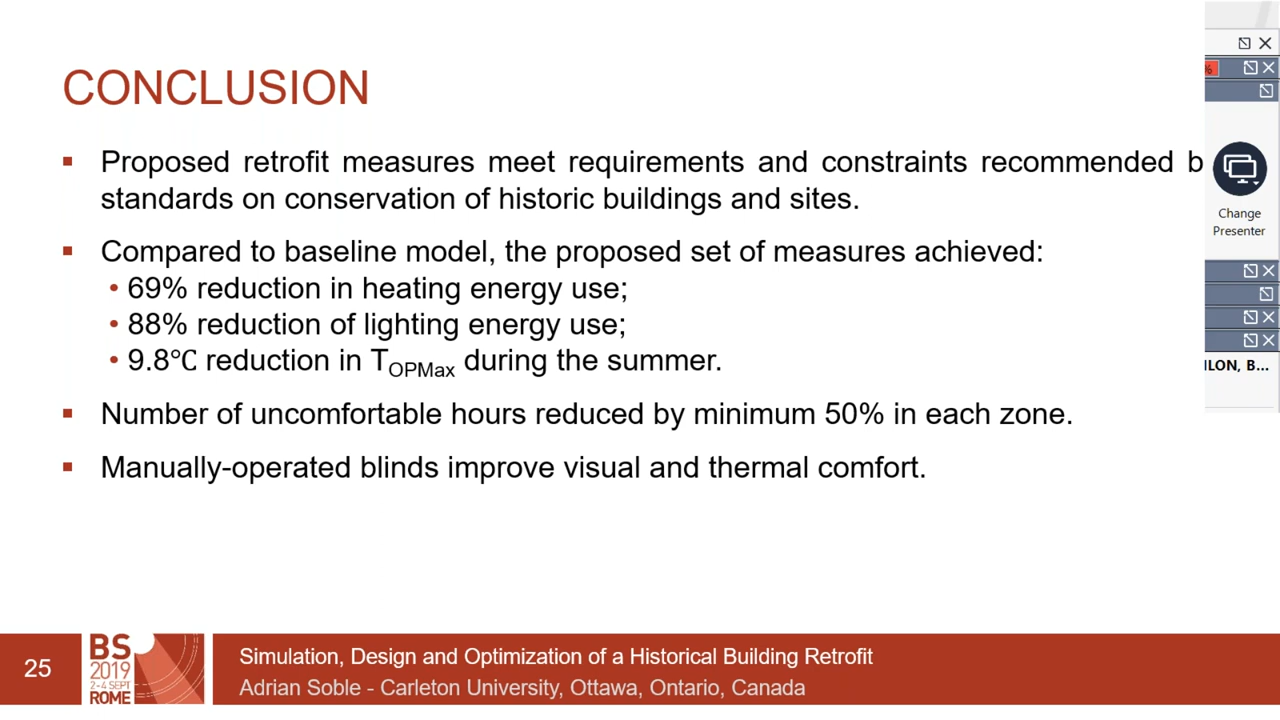 CONCLUSION
Proposed retrofit measures meet requirements and constraints recommended b
standards on conservation of historic buildings and sites.
Compared to baseline model, the proposed set of measures achieved:
• 69% reduction in heating energy use;
• 88% reduction of lighting energy use;
• 9.8°C reduction in TOPMax during the summer.
Number of uncomfortable hours reduced by minimum 50% in each zone.
Manually-operated blinds improve visual and thermal comfort.
%
Change
Presenter
LON, B...
25
BS
2019
2-4 SEPT
ROME
Simulation, Design and Optimization of a Historical Building Retrofit
Adrian Soble - Carleton University, Ottawa, Ontario, Canada